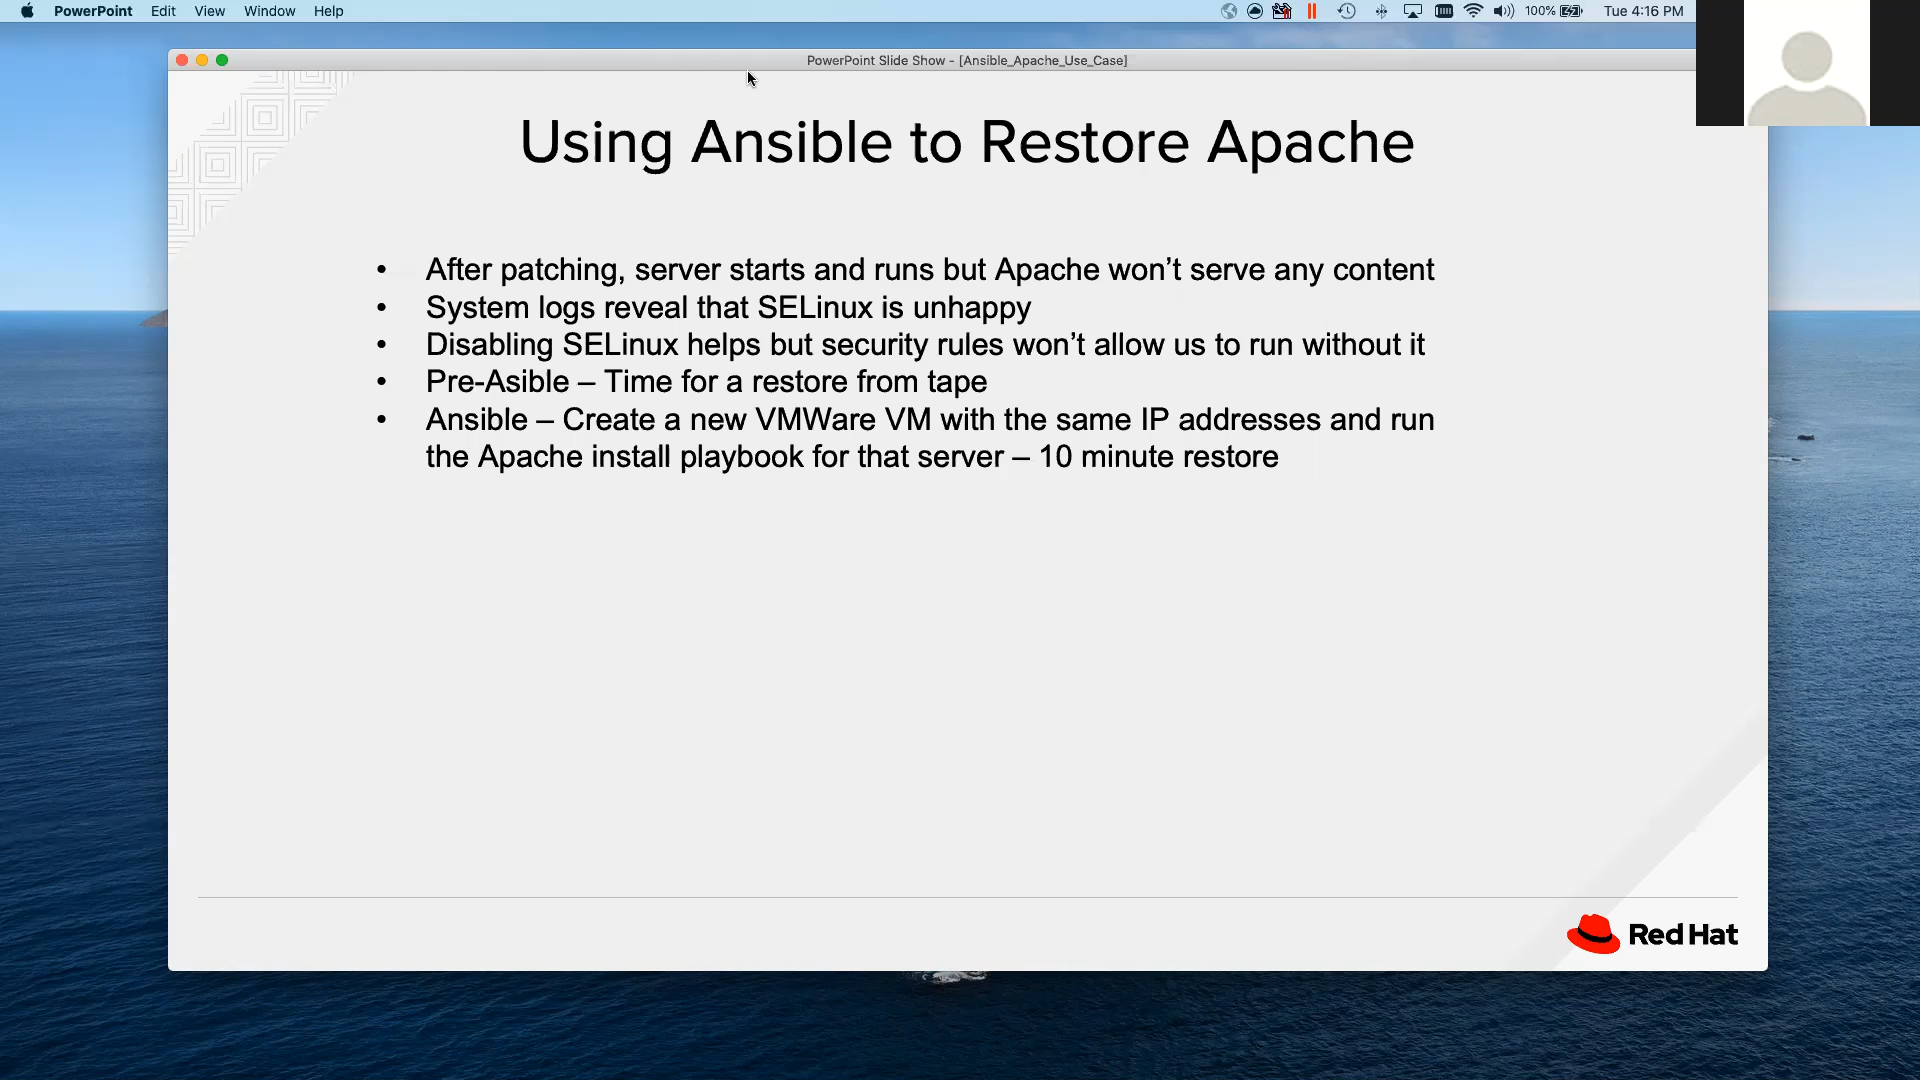 PowerPoint Edit View Window Help 100% Tue 4:16 PM
PowerPoint Slide Show - [Ansible_Apache_Use_Case]
Using Ansible to Restore Apache
• After patching, server starts and runs but Apache won’t serve any content
• System logs reveal that SELinux is unhappy
• Disabling SELinux helps but security rules won’t allow us to run without it
• Pre-Asible – Time for a restore from tape
• Ansible – Create a new VMWare VM with the same IP addresses and run
the Apache install playbook for that server – 10 minute restore
Red Hat